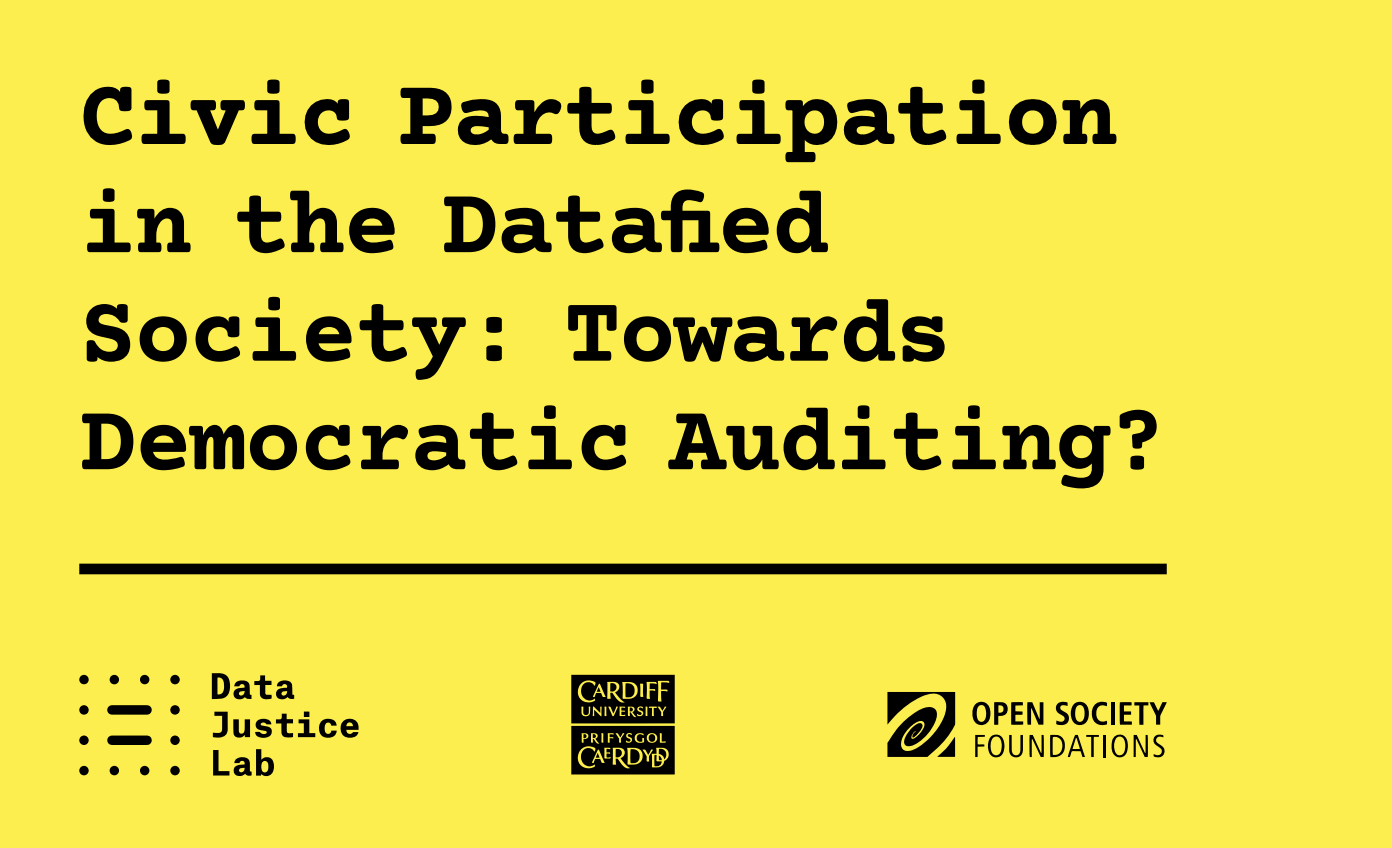 Civic Participation
in the Datafied
Society: Towards
Democratic Auditing?
Data
Justice
Lab
CARDIFF
UNIVERSITY
PRIFYSGOL
CAERDYDD
OPEN SOCIETY
FOUNDATIONS